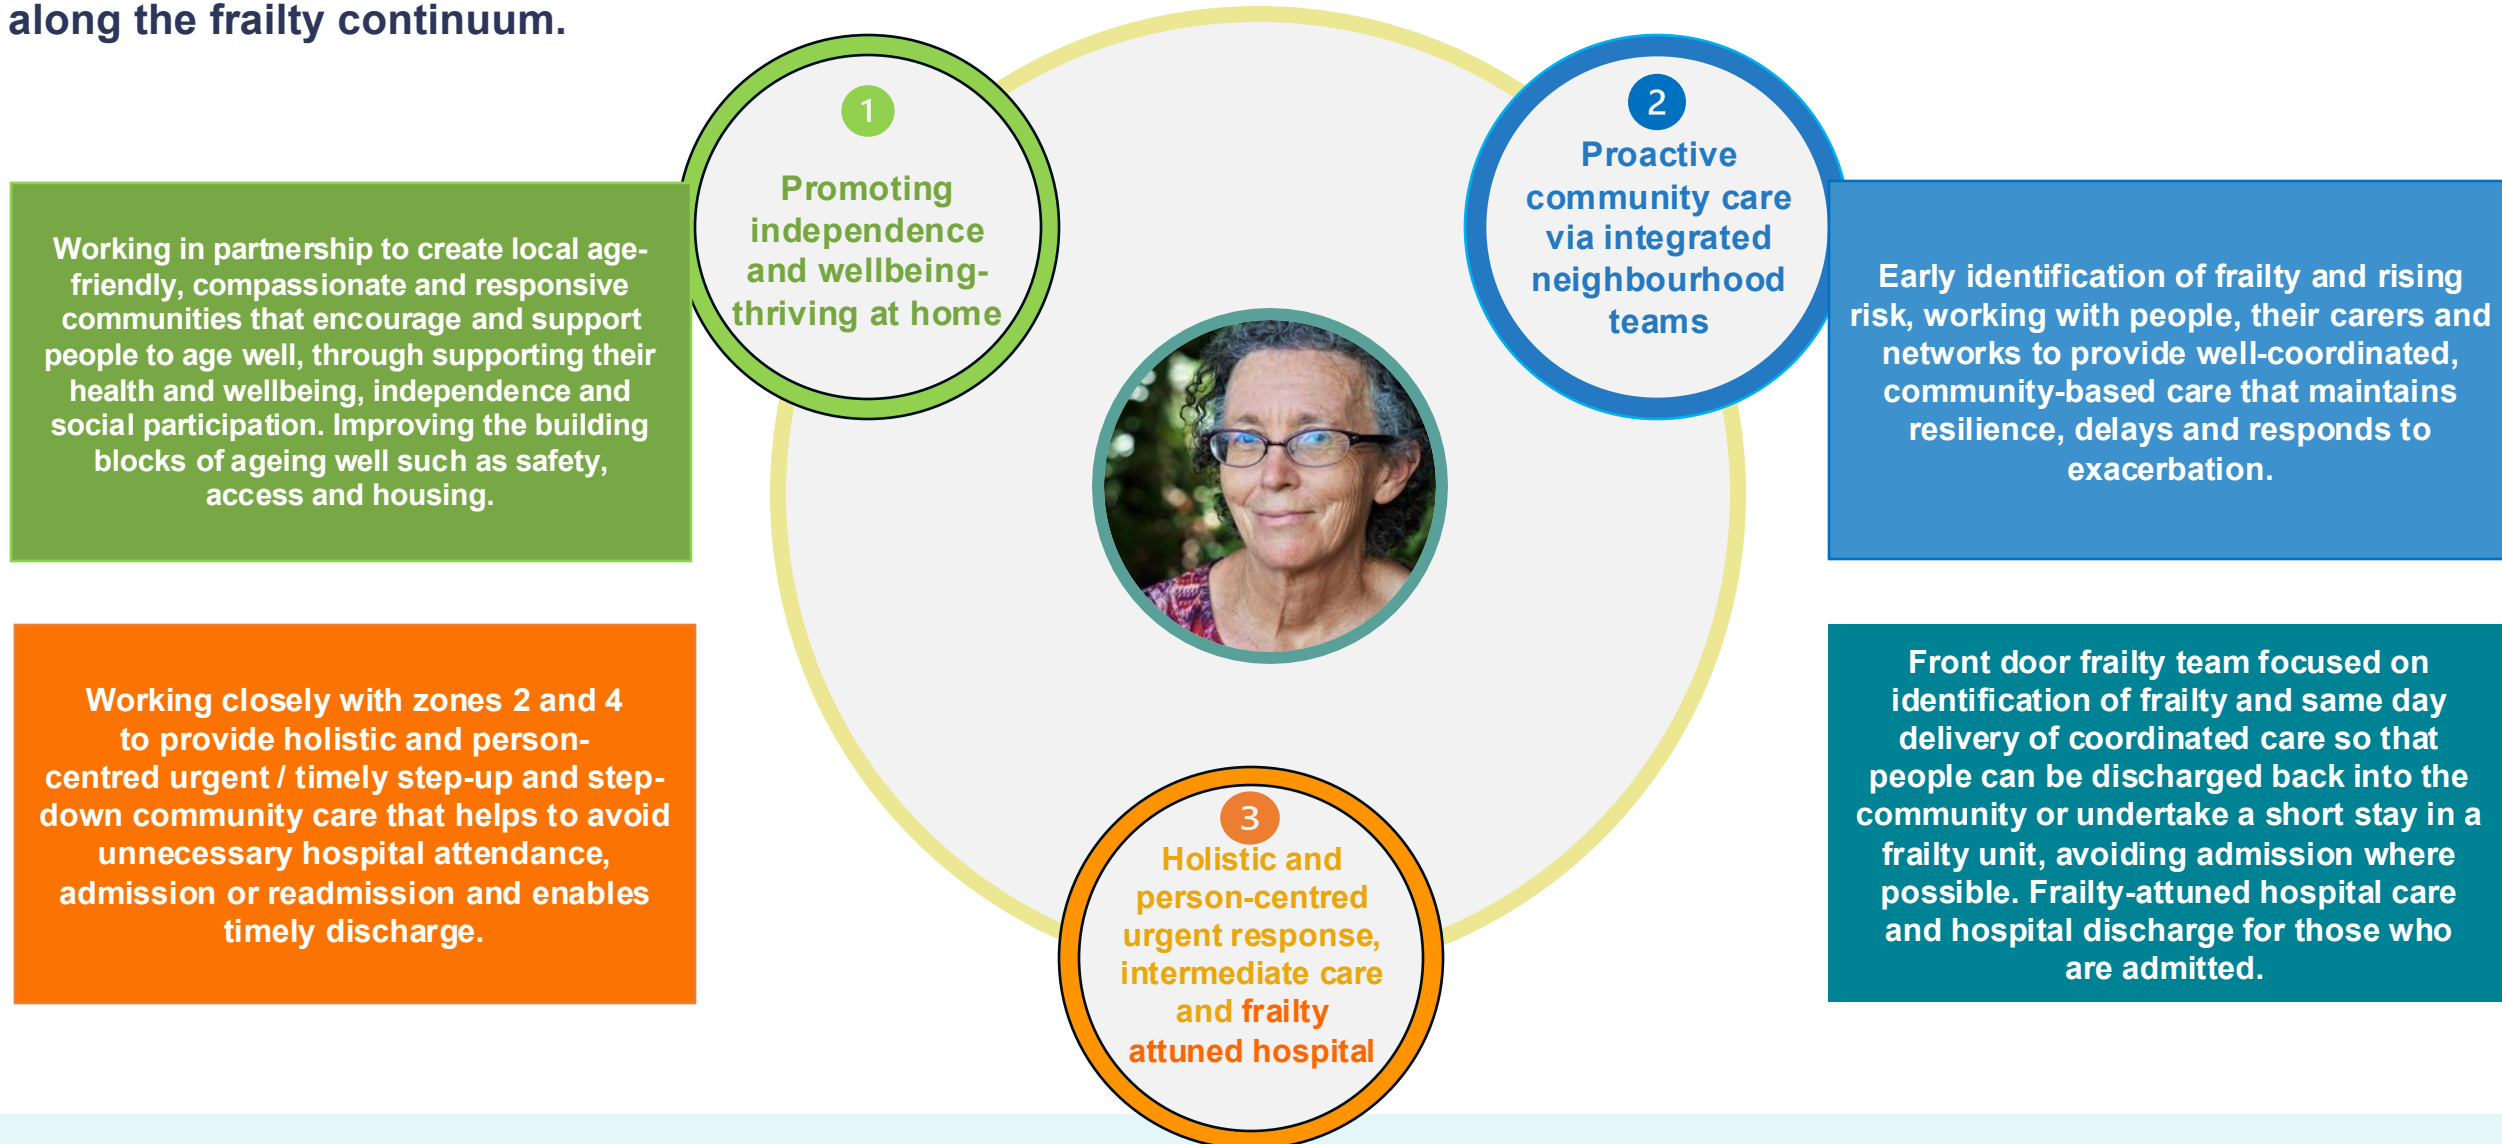 along the frailty continuum.
1
Promoting
independence
and wellbeing-
thriving at home
2
Proactive
community care
via integrated
neighbourhood
teams
Working in partnership to create local age-
friendly, compassionate and responsive
communities that encourage and support
people to age well, through supporting their
health and wellbeing, independence and
social participation. Improving the building
blocks of ageing well such as safety,
access and housing.
Early identification of frailty and rising
risk, working with people, their carers and
networks to provide well-coordinated,
community-based care that maintains
resilience, delays and responds to
exacerbation.
Working closely with zones 2 and 4
to provide holistic and person-
centred urgent / timely step-up and step-
down community care that helps to avoid
unnecessary hospital attendance,
admission or readmission and enables
timely discharge.
3
Holistic and
person-centred
urgent response,
intermediate care
and frailty
attuned hospital
Front door frailty team focused on
identification of frailty and same day
delivery of coordinated care so that
people can be discharged back into the
community or undertake a short stay in a
frailty unit, avoiding admission where
possible. Frailty-attuned hospital care
and hospital discharge for those who
are admitted.